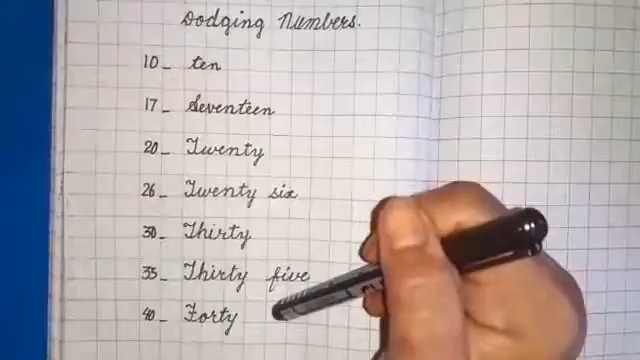 Dodging Numbers.
10_ ten
17_ Seventeen
20_ Twenty
26_ Twenty six
30_ Thirty
35_ Thirty five
40_ Forty